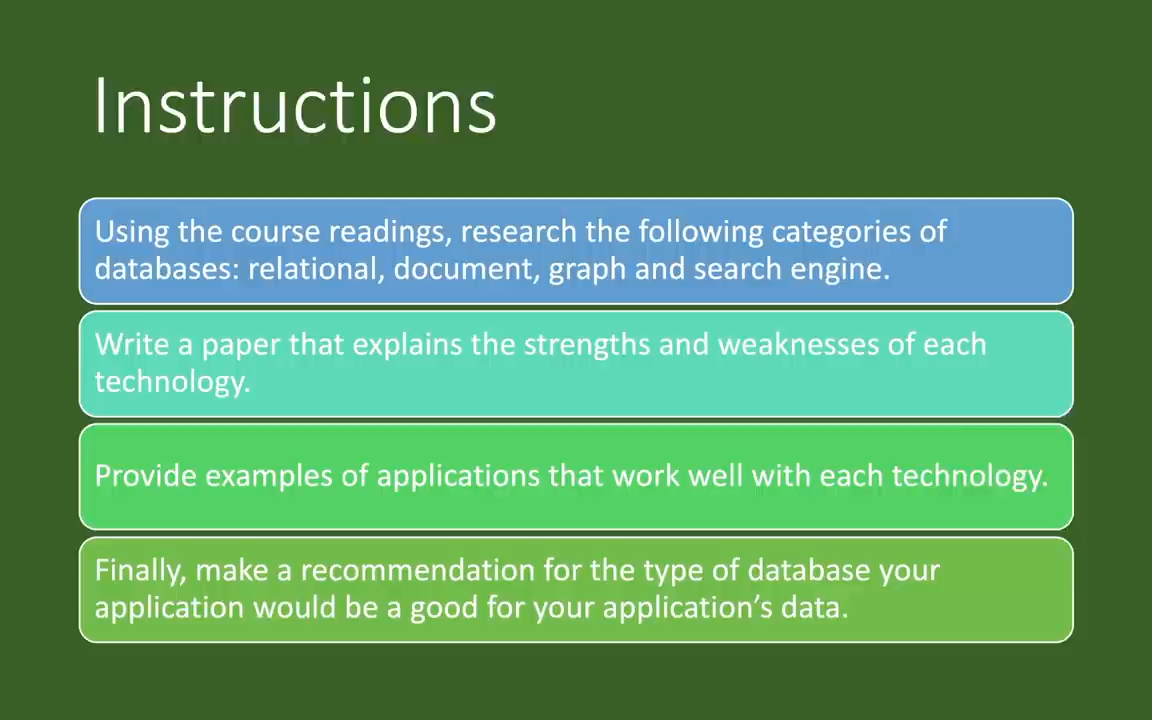 Instructions
Using the course readings, research the following categories of
databases: relational, document, graph and search engine.
Write a paper that explains the strengths and weaknesses of each
technology.
Provide examples of applications that work well with each technology.
Finally, make a recommendation for the type of database your
application would be a good for your application’s data.